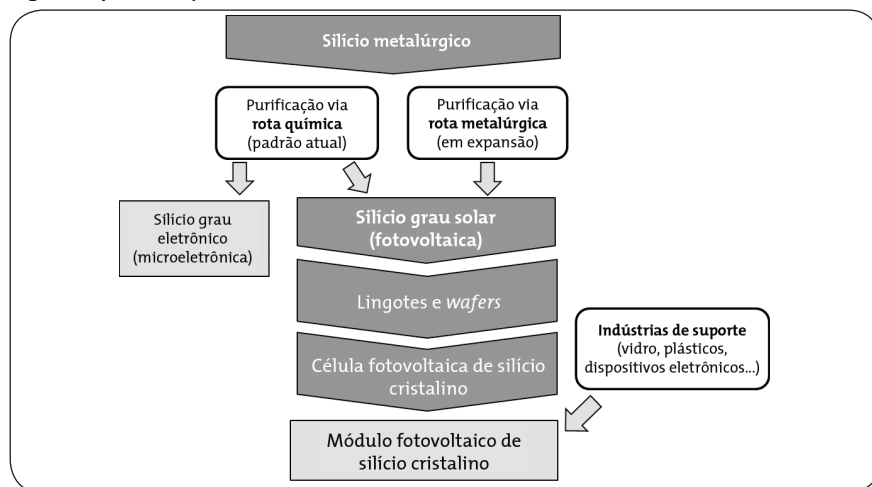 Silício metalúrgico
Purificação via
rota química
(padrão atual)
Purificação via
rota metalúrgica
(em expansão)
Silício grau
eletrônico
(microeletrônica)
Silício grau solar
(fotovoltaica)
Lingotes e wafers
Indústrias de suporte
(vidro, plásticos,
dispositivos eletrônicos...)
Célula fotovoltaica de silício
cristalino
Módulo fotovoltaico de
silício cristalino